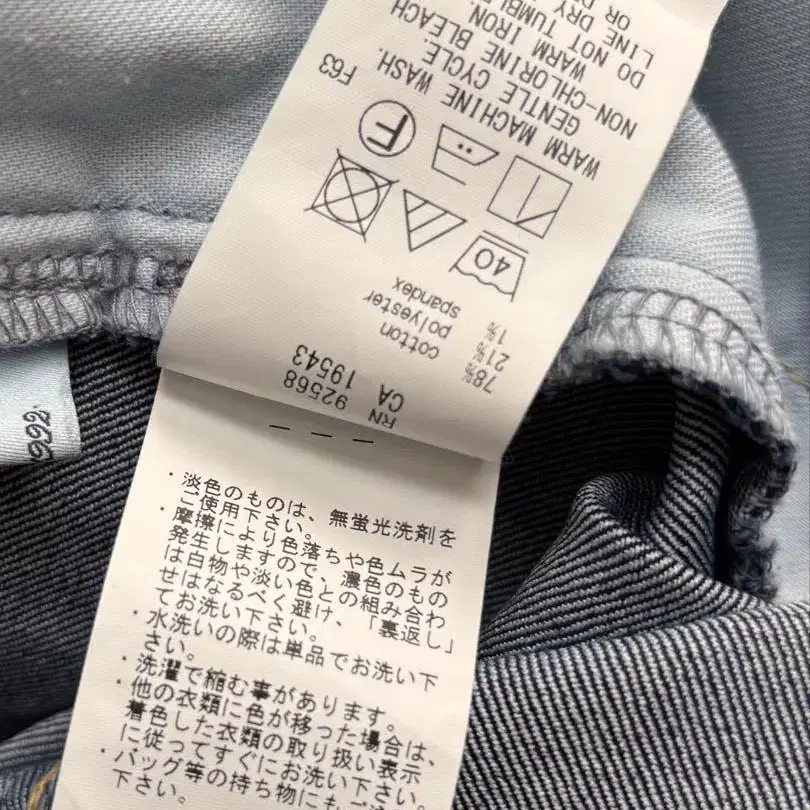 WARM MACHINE WASH.
GENTLE CYCLE.
NON-CHLORINE BLEACH
WARM IRON.
DO NOT TUMBLE
LINE DRY
OR DRY
F63
F
40
78% cotton
21% polyester
1% spandex
RN 92568
CA 19543
1992
・淡色のものは、無蛍光洗剤を
ご使用下さい。
・摩擦により色落ちや色ムラが
発生しますので、濃色のもの
は白物や淡い色との組み合わ
せはなるべく避け、「裏返し」
てお洗い下さい。
・水洗いの際は単品でお洗い下
さい。
・洗濯で縮む事があります。
・他の衣類に色が移った場合は、
着色した衣類の取り扱い表示
に従ってすぐにお洗い下さい。
・バッグ等の持ち物にも
下さい。